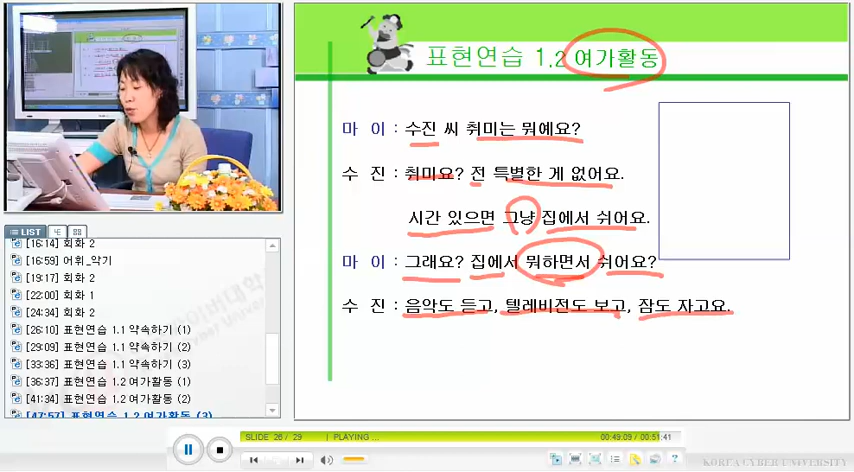 표현연습 1.2 여가활동
마 이 : 수진 씨 취미는 뭐예요?
수 진 : 취미요? 전 특별한 게 없어요.
시간 있으면 그냥 집에서 쉬어요.
마 이 : 그래요? 집에서 뭐하면서 쉬어요?
수 진 : 음악도 듣고, 텔레비전도 보고, 잠도 자고요.
LIST
[16:14] 회화 2
[16:59] 어휘_악기
[19:17] 회화 2
[22:00] 회화 1
[24:34] 회화 2
[26:10] 표현연습 1.1 약속하기 (1)
[29:09] 표현연습 1.1 약속하기 (2)
[33:36] 표현연습 1.1 약속하기 (3)
[36:37] 표현연습 1.2 여가활동 (1)
[41:34] 표현연습 1.2 여가활동 (2)
[47:57] 표현연습 1.2 여가활동 (3)
SLIDE 26 / 29 | PLAYING ... 00:49:09 / 00:51:41
KOREA CYBER UNIVERSITY